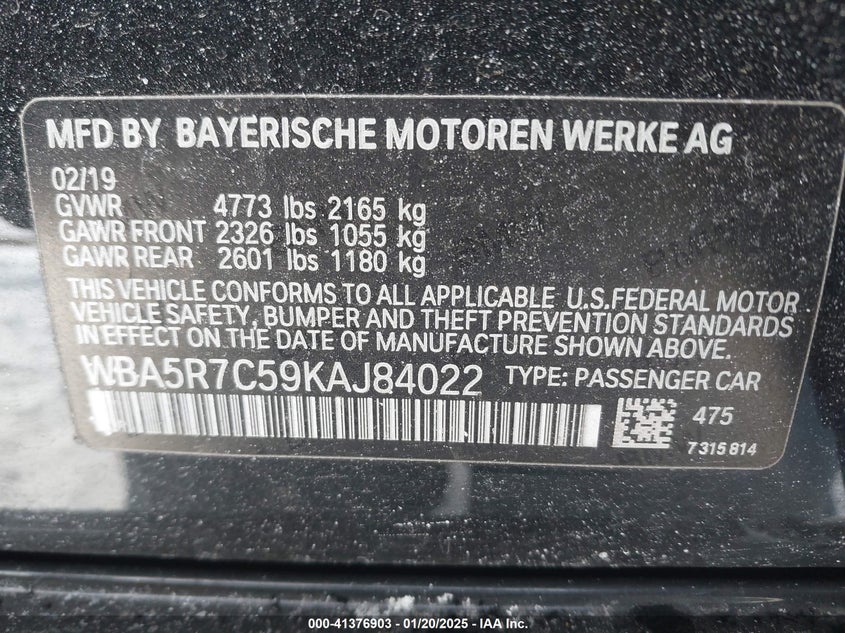 MFD BY BAYERISCHE MOTOREN WERKE AG
02/19
GVWR 4773 lbs 2165 kg
GAWR FRONT 2326 lbs 1055 kg
GAWR REAR 2601 lbs 1180 kg
THIS VEHICLE CONFORMS TO ALL APPLICABLE U.S.FEDERAL MOTOR
VEHICLE SAFETY, BUMPER AND THEFT PREVENTION STANDARDS
IN EFFECT ON THE DATE OF MANUFACTURE SHOWN ABOVE.
WBA5R7C59KAJ84022 TYPE: PASSENGER CAR
475
7315814
000-41376903 - 01/20/2025 - IAAI.COM